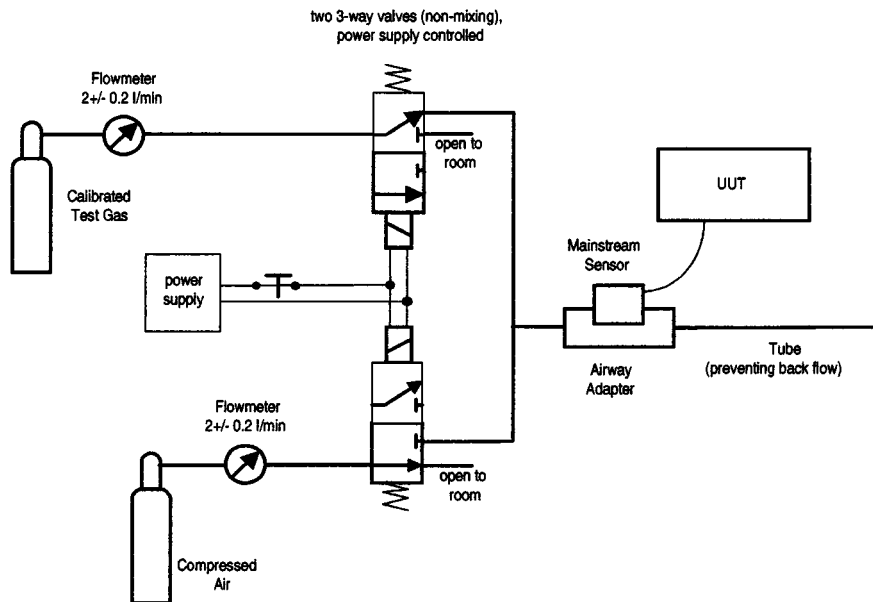 two 3-way valves (non-mixing),
power supply controlled
Flowmeter
2+/- 0.2 l/min
open to
room
Calibrated
Test Gas
UUT
Mainstream
Sensor
power
supply
Tube
(preventing back flow)
Airway
Adapter
Flowmeter
2+/- 0.2 l/min
open to
room
Compressed
Air